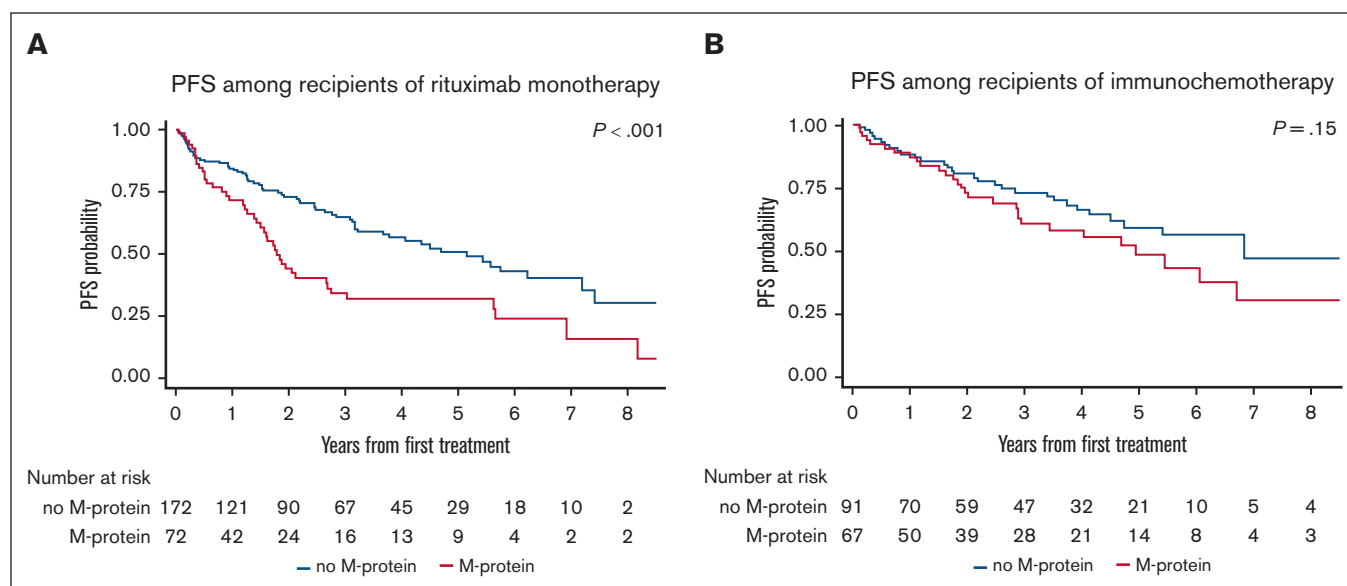 A
PFS among recipients of rituximab monotherapy
P < .001
PFS probability
1.00
0.75
0.50
0.25
0.00
0 1 2 3 4 5 6 7 8
Years from first treatment
Number at risk
no M-protein 172 121 90 67 45 29 18 10 2
M-protein 72 42 24 16 13 9 4 2 2
no M-protein M-protein
B
PFS among recipients of immunochemotherapy
P = .15
PFS probability
1.00
0.75
0.50
0.25
0.00
0 1 2 3 4 5 6 7 8
Years from first treatment
Number at risk
no M-protein 91 70 59 47 32 21 10 5 4
M-protein 67 50 39 28 21 14 8 4 3
no M-protein M-protein